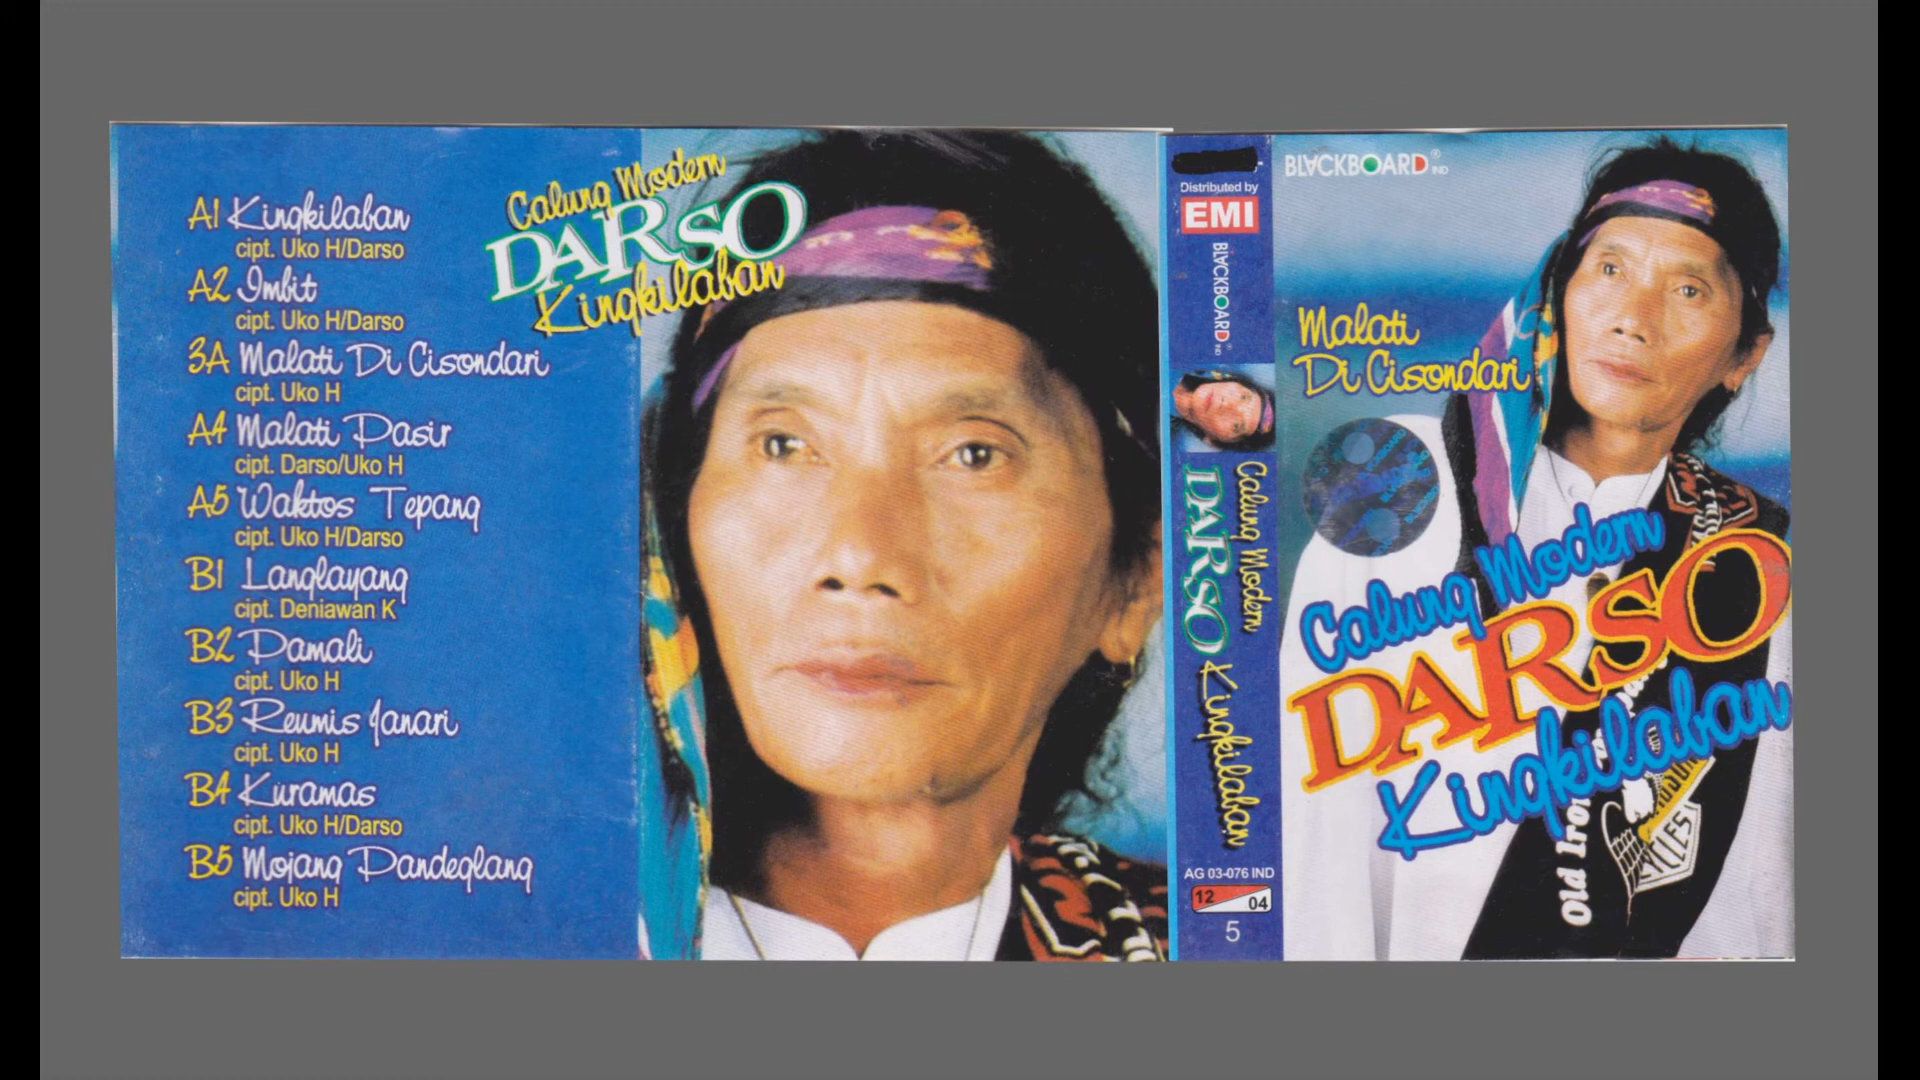 A1 Kingkilaban
cipt. Uko H/Darso
A2 Imbit
cipt. Uko H/Darso
3A Malati Di Cisondari
cipt. Uko H
A4 Malati Pasir
cipt. Darso/Uko H
A5 Waktos Tepang
cipt. Uko H/Darso
B1 Langlayang
cipt. Deniawan K
B2 Pamali
cipt. Uko H
B3 Reumis Janari
cipt. Uko H
B4 Kuramas
cipt. Uko H/Darso
B5 Mojang Pandeglang
cipt. Uko H
Calung Modern
DARSO
Kingkilaban
Distributed by
EMI
BLACKBOARD® IND
Calung Modern
DARSO
Kingkilaban
AG 03-076 IND
12 04
5
BLACKBOARD® IND
Malati
Di Cisondari
Calung Modern
DARSO
Kingkilaban
Old Iron
CYCLES